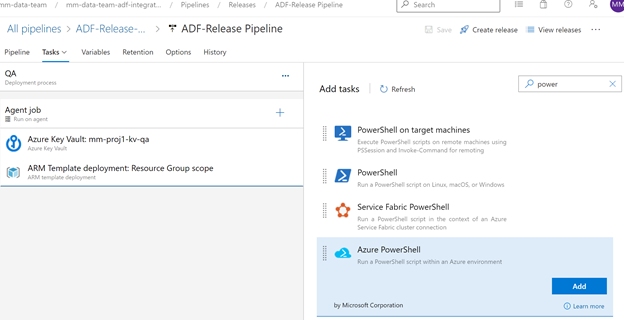 mm-data-team / mm-data-team-adf-integrat... / Pipelines / Releases / ADF-Release Pipeline
Search
MM
All pipelines > ADF-Release-... > ADF-Release Pipeline
Save Create release View releases ...
Pipeline Tasks Variables Retention Options History
QA
Deployment process
...
Agent job
Run on agent
+
Azure Key Vault: mm-proj1-kv-qa
Azure Key Vault
ARM Template deployment: Resource Group scope
ARM template deployment
Add tasks Refresh
power
PowerShell on target machines
Execute PowerShell scripts on remote machines using
PSSession and Invoke-Command for remoting
PowerShell
Run a PowerShell script on Linux, macOS, or Windows
Service Fabric PowerShell
Run a PowerShell script in the context of an Azure
Service Fabric cluster connection
Azure PowerShell
Run a PowerShell script within an Azure environment
Add
by Microsoft Corporation
Learn more